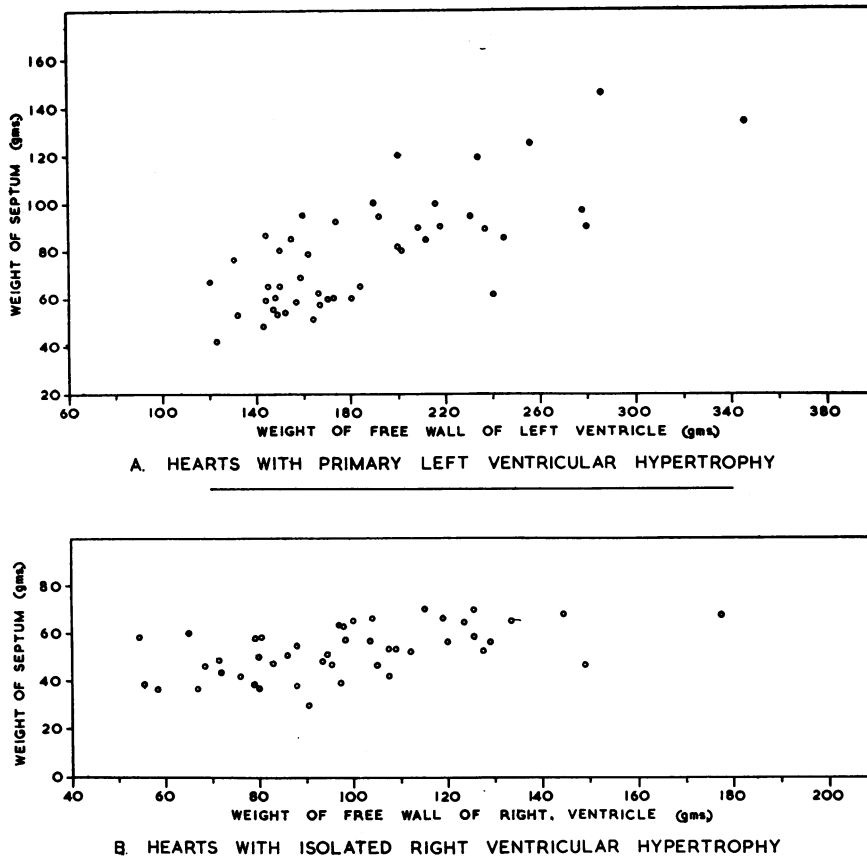 160
140
120
100
80
60
40
20
WEIGHT OF SEPTUM (gms)
60 100 140 180 220 260 300 340 380
WEIGHT OF FREE WALL OF LEFT VENTRICLE (gms)
A. HEARTS WITH PRIMARY LEFT VENTRICULAR HYPERTROPHY
80
60
40
20
0
WEIGHT OF SEPTUM (gms)
40 60 80 100 120 140 160 180 200
WEIGHT OF FREE WALL OF RIGHT, VENTRICLE (gms)
B. HEARTS WITH ISOLATED RIGHT VENTRICULAR HYPERTROPHY